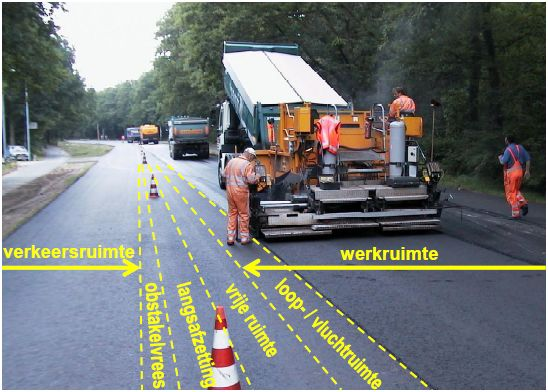 verkeersruimte
werkruimte
obstakelvrees
langsafzetting
vrije ruimte
loop- / vluchtruimte